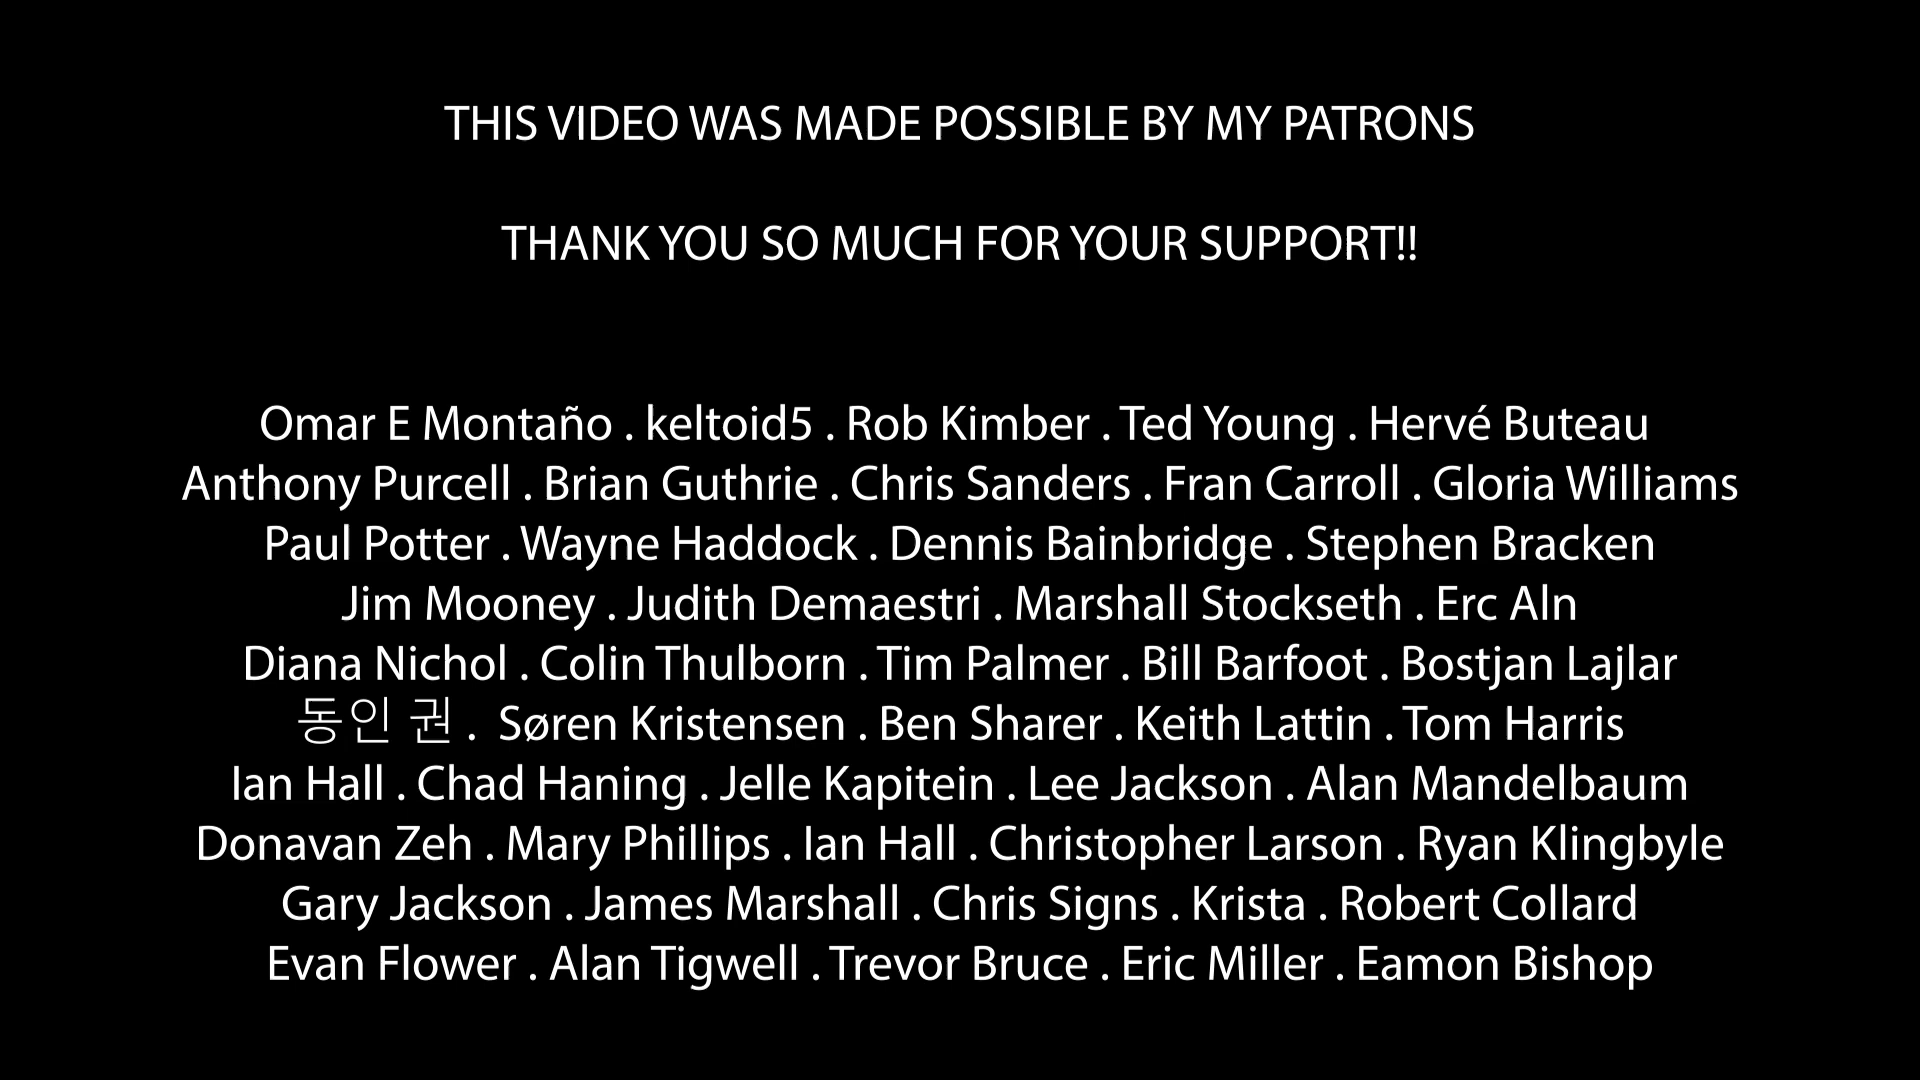 THIS VIDEO WAS MADE POSSIBLE BY MY PATRONS
THANK YOU SO MUCH FOR YOUR SUPPORT!!
Omar E Montaño . keltoid5 . Rob Kimber . Ted Young . Hervé Buteau
Anthony Purcell . Brian Guthrie . Chris Sanders . Fran Carroll . Gloria Williams
Paul Potter . Wayne Haddock . Dennis Bainbridge . Stephen Bracken
Jim Mooney . Judith Demaestri . Marshall Stockseth . Erc Aln
Diana Nichol . Colin Thulborn . Tim Palmer . Bill Barfoot . Bostjan Lajlar
동인 권 .  Søren Kristensen . Ben Sharer . Keith Lattin . Tom Harris
Ian Hall . Chad Haning . Jelle Kapitein . Lee Jackson . Alan Mandelbaum
Donavan Zeh . Mary Phillips . Ian Hall . Christopher Larson . Ryan Klingbyle
Gary Jackson . James Marshall . Chris Signs . Krista . Robert Collard
Evan Flower . Alan Tigwell . Trevor Bruce . Eric Miller . Eamon Bishop